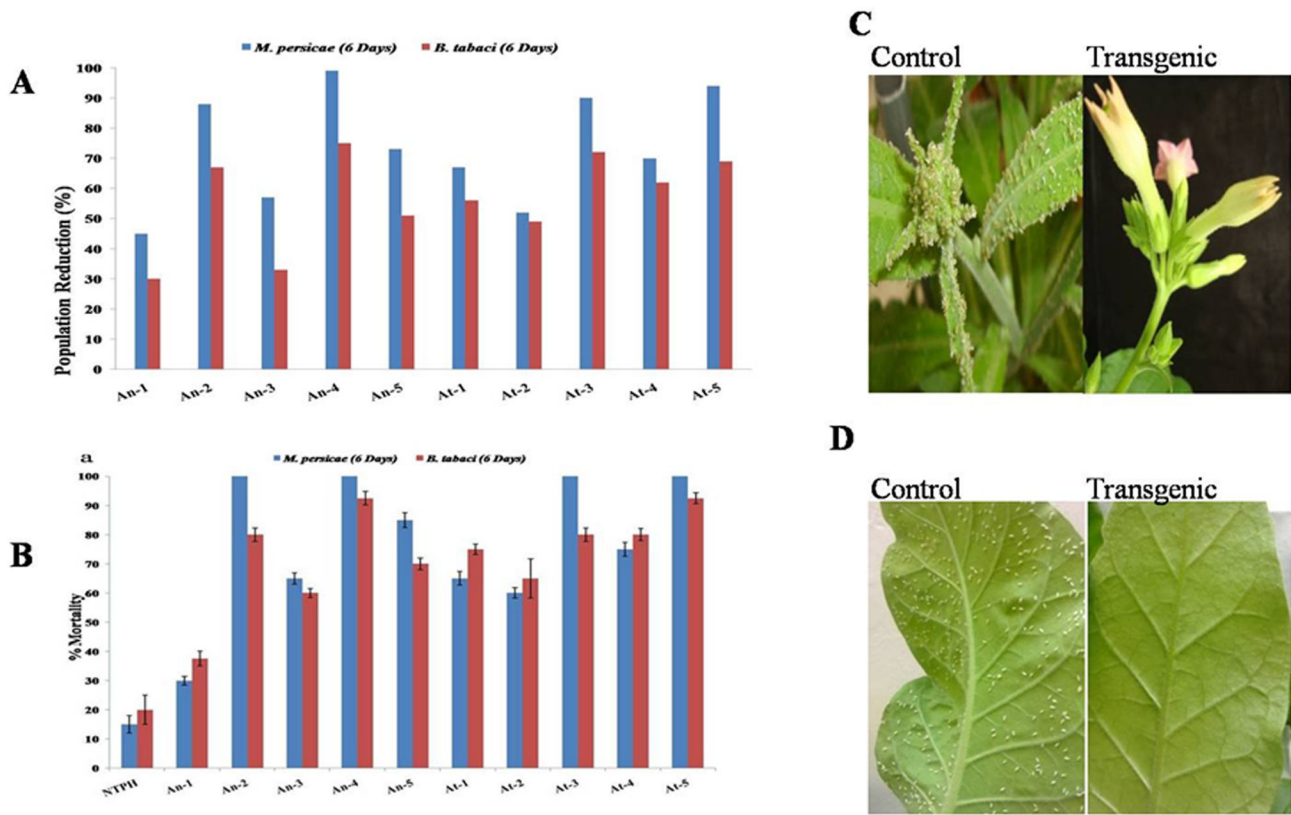 A
M. persicae (6 Days) B. tabaci (6 Days)
Population Reduction (%)
100
90
80
70
60
50
40
30
20
10
0
An-1 An-2 An-3 An-4 An-5 At-1 At-2 At-3 At-4 At-5
B
a
M. persicae (6 Days) B. tabaci (6 Days)
% Mortality
100
90
80
70
60
50
40
30
20
10
0
NTPH An-1 An-2 An-3 An-4 An-5 At-1 At-2 At-3 At-4 At-5
C
Control Transgenic
D
Control Transgenic